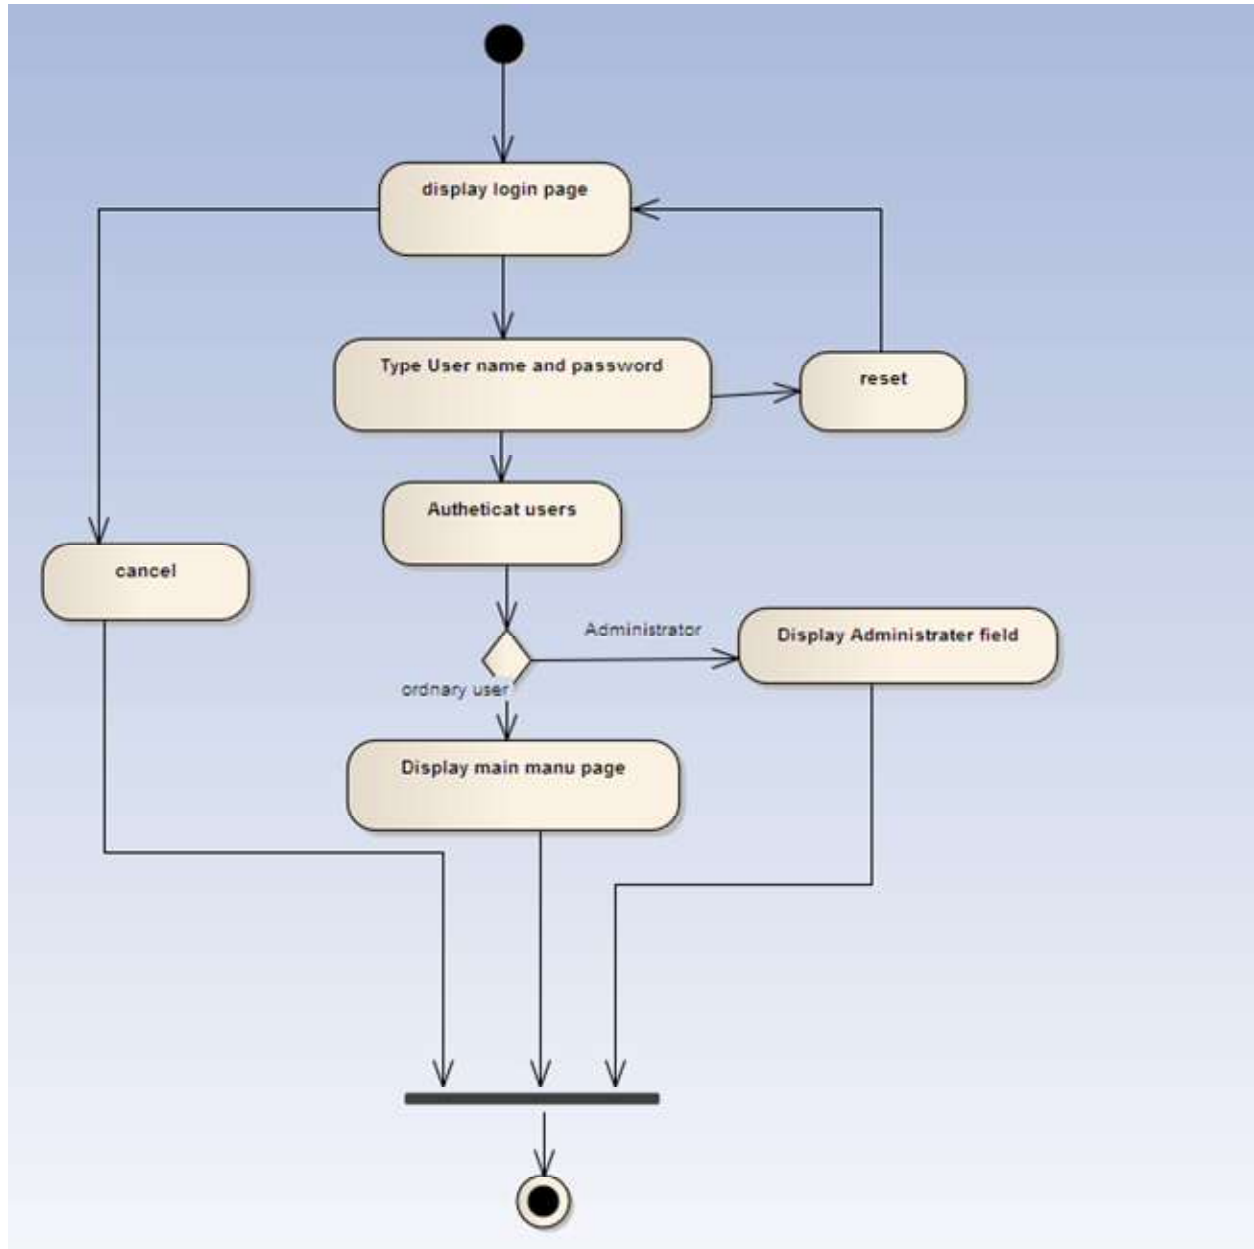 display login page
Type User name and password
reset
Autheticat users
cancel
Administrator
Display Administrater field
ordnary user
Display main manu page